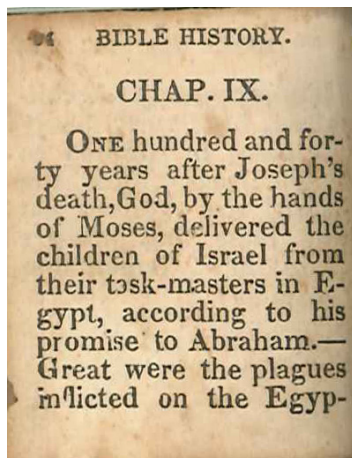 BIBLE HISTORY.
CHAP. IX.
ONE hundred and for-
ty years after Joseph's
death, God, by the hands
of Moses, delivered the
children of Israel from
their task-masters in E-
gypt, according to his
promise to Abraham.—
Great were the plagues
inflicted on the Egyp-